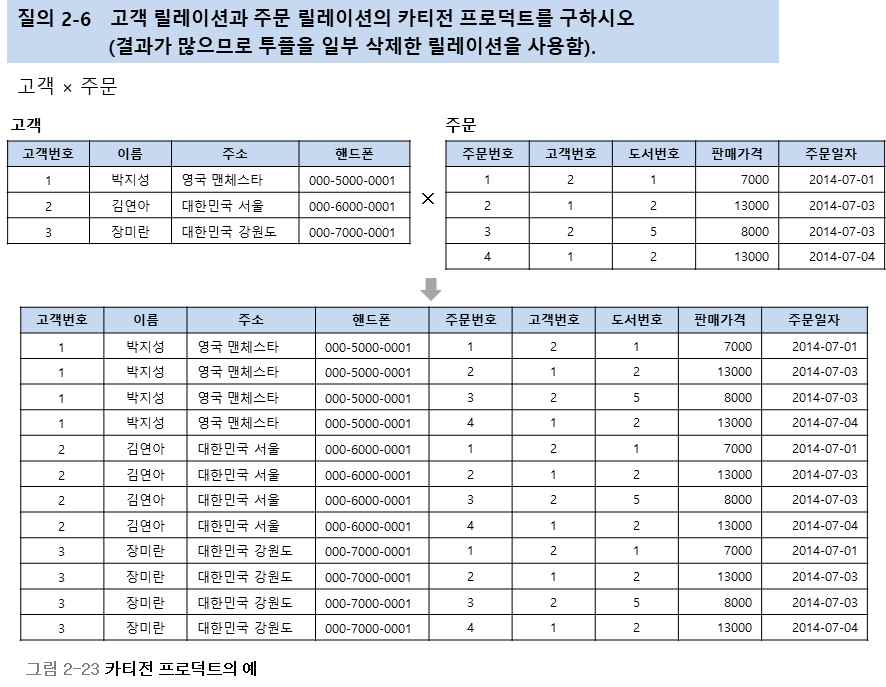 질의 2-6 고객 릴레이션과 주문 릴레이션의 카티전 프로덕트를 구하시오
(결과가 많으므로 투플을 일부 삭제한 릴레이션을 사용함).
고객 × 주문
고객
고객번호 이름 주소 핸드폰
1 박지성 영국 맨체스타 000-5000-0001
2 김연아 대한민국 서울 000-6000-0001
3 장미란 대한민국 강원도 000-7000-0001
×
주문
주문번호 고객번호 도서번호 판매가격 주문일자
1 2 1 7000 2014-07-01
2 1 2 13000 2014-07-03
3 2 5 8000 2014-07-03
4 1 2 13000 2014-07-04
고객번호 이름 주소 핸드폰 주문번호 고객번호 도서번호 판매가격 주문일자
1 박지성 영국 맨체스타 000-5000-0001 1 2 1 7000 2014-07-01
1 박지성 영국 맨체스타 000-5000-0001 2 1 2 13000 2014-07-03
1 박지성 영국 맨체스타 000-5000-0001 3 2 5 8000 2014-07-03
1 박지성 영국 맨체스타 000-5000-0001 4 1 2 13000 2014-07-04
2 김연아 대한민국 서울 000-6000-0001 1 2 1 7000 2014-07-01
2 김연아 대한민국 서울 000-6000-0001 2 1 2 13000 2014-07-03
2 김연아 대한민국 서울 000-6000-0001 3 2 5 8000 2014-07-03
2 김연아 대한민국 서울 000-6000-0001 4 1 2 13000 2014-07-04
3 장미란 대한민국 강원도 000-7000-0001 1 2 1 7000 2014-07-01
3 장미란 대한민국 강원도 000-7000-0001 2 1 2 13000 2014-07-03
3 장미란 대한민국 강원도 000-7000-0001 3 2 5 8000 2014-07-03
3 장미란 대한민국 강원도 000-7000-0001 4 1 2 13000 2014-07-04
그림 2-23 카티전 프로덕트의 예